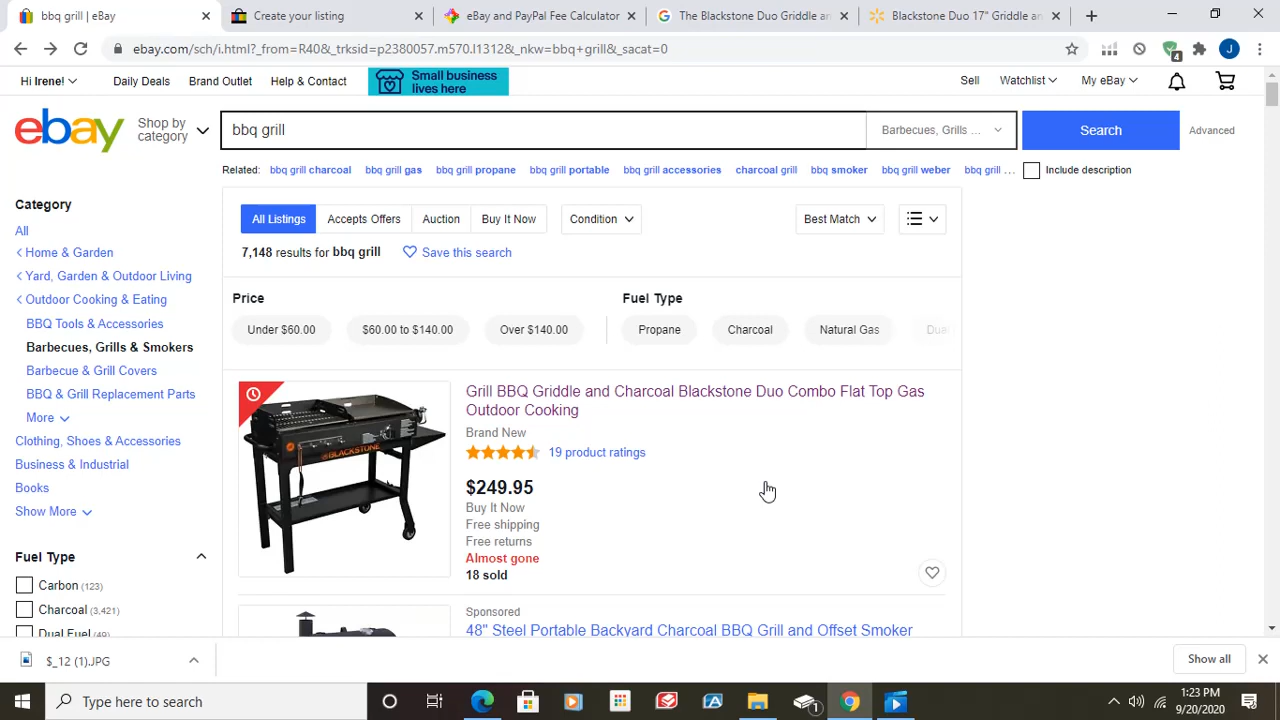 bbq grill | eBay
Create your listing
eBay and PayPal Fee Calculator
The Blackstone Duo Griddle an
Blackstone Duo 17" Griddle an
ebay.com/sch/i.html?_from=R40&_trksid=p2380057.m570.l1312&_nkw=bbq+grill&_sacat=0
4
J
Hi Irene!
Daily Deals
Brand Outlet
Help & Contact
Small business
lives here
Sell
Watchlist
My eBay
ebay
Shop by
category
bbq grill
Barbecues, Grills ...
Search
Advanced
Related: bbq grill charcoal bbq grill gas bbq grill propane bbq grill portable bbq grill accessories charcoal grill bbq smoker bbq grill weber bbq grill ...
Include description
Category
All
Home & Garden
Yard, Garden & Outdoor Living
Outdoor Cooking & Eating
BBQ Tools & Accessories
Barbecues, Grills & Smokers
Barbecue & Grill Covers
BBQ & Grill Replacement Parts
More
Clothing, Shoes & Accessories
Business & Industrial
Books
Show More
Fuel Type
Carbon (123)
Charcoal (3,421)
Dual Fuel (49)
All Listings
Accepts Offers
Auction
Buy It Now
Condition
Best Match
7,148 results for bbq grill
Save this search
Price
Under $60.00
$60.00 to $140.00
Over $140.00
Fuel Type
Propane
Charcoal
Natural Gas
Dual
BLACKSTONE
Grill BBQ Griddle and Charcoal Blackstone Duo Combo Flat Top Gas
Outdoor Cooking
Brand New
19 product ratings
$249.95
Buy It Now
Free shipping
Free returns
Almost gone
18 sold
Sponsored
48" Steel Portable Backyard Charcoal BBQ Grill and Offset Smoker
$_12 (1).JPG
Show all
Type here to search
1
1:23 PM
9/20/2020